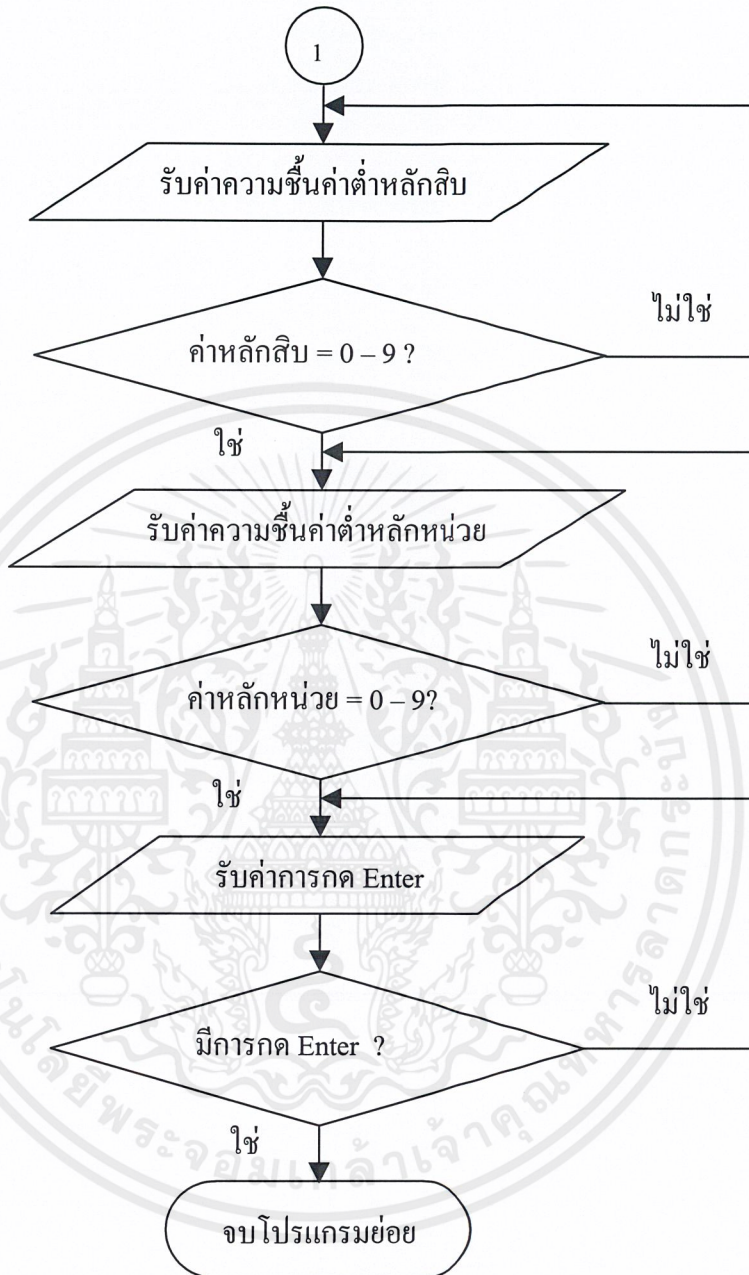 1
รับค่าความชื้นค่าต่ำหลักสิบ
ค่าหลักสิบ = 0 – 9 ?
ไม่ใช่
ใช่
รับค่าความชื้นค่าต่ำหลักหน่วย
ค่าหลักหน่วย = 0 – 9?
ไม่ใช่
ใช่
รับค่าการกด Enter
มีการกด Enter ?
ไม่ใช่
ใช่
จบโปรแกรมย่อย